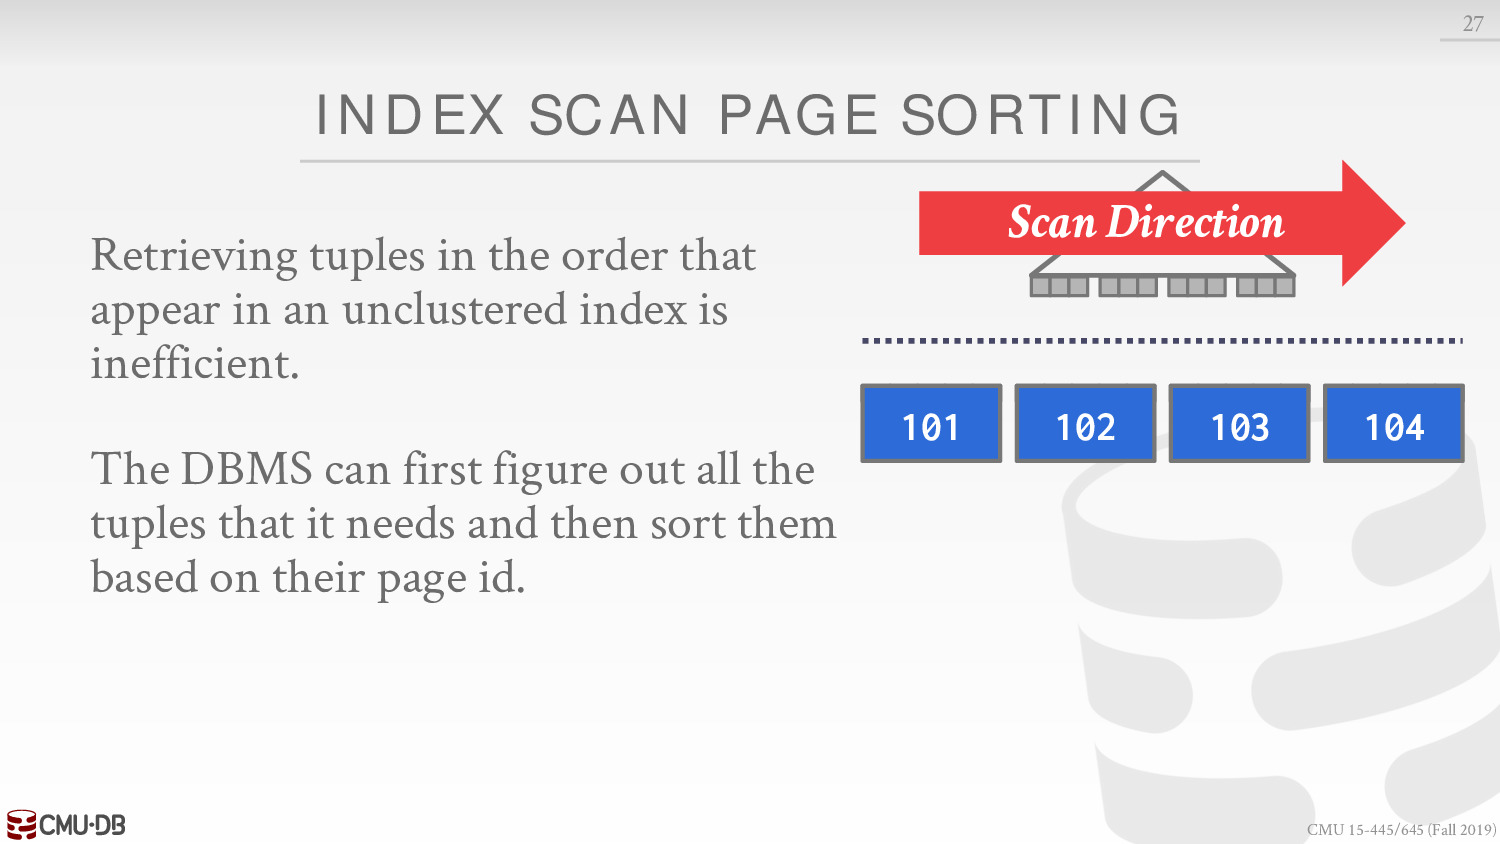 27
INDEX SCAN PAGE SORTING
Retrieving tuples in the order that
appear in an unclustered index is
inefficient.
The DBMS can first figure out all the
tuples that it needs and then sort them
based on their page id.
Scan Direction
101 102 103 104
CMU·DB
CMU 15-445/645 (Fall 2019)